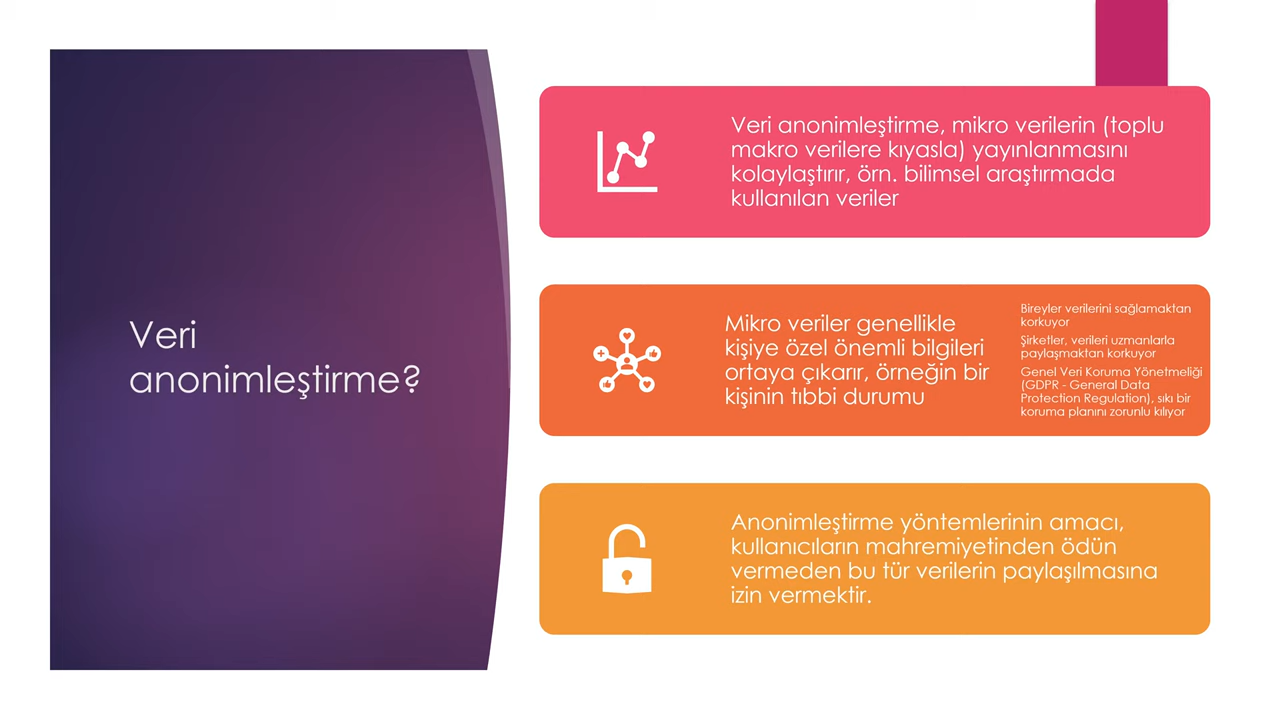 Veri
anonimleştirme?
Veri anonimleştirme, mikro verilerin (toplu
makro verilere kıyasla) yayınlanmasını
kolaylaştırır, örn. bilimsel araştırmada
kullanılan veriler
Mikro veriler genellikle
kişiye özel önemli bilgileri
ortaya çıkarır, örneğin bir
kişinin tıbbi durumu
Bireyler verilerini sağlamaktan
korkuyor
Şirketler, verileri uzmanlarla
paylaşmaktan korkuyor
Genel Veri Koruma Yönetmeliği
(GDPR - General Data
Protection Regulation), sıkı bir
koruma planını zorunlu kılıyor
Anonimleştirme yöntemlerinin amacı,
kullanıcıların mahremiyetinden ödün
vermeden bu tür verilerin paylaşılmasına
izin vermektir.